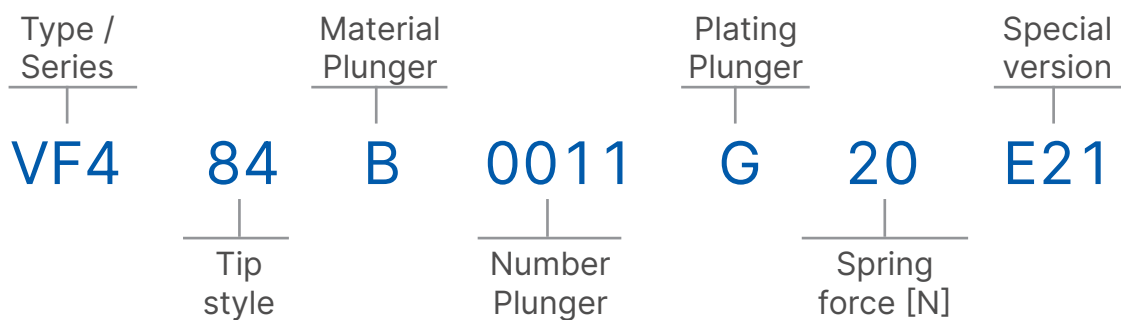 Type /
Series
Material
Plunger
Plating
Plunger
Special
version
VF4 84 B 0011 G 20 E21
Tip
style
Number
Plunger
Spring
force [N]